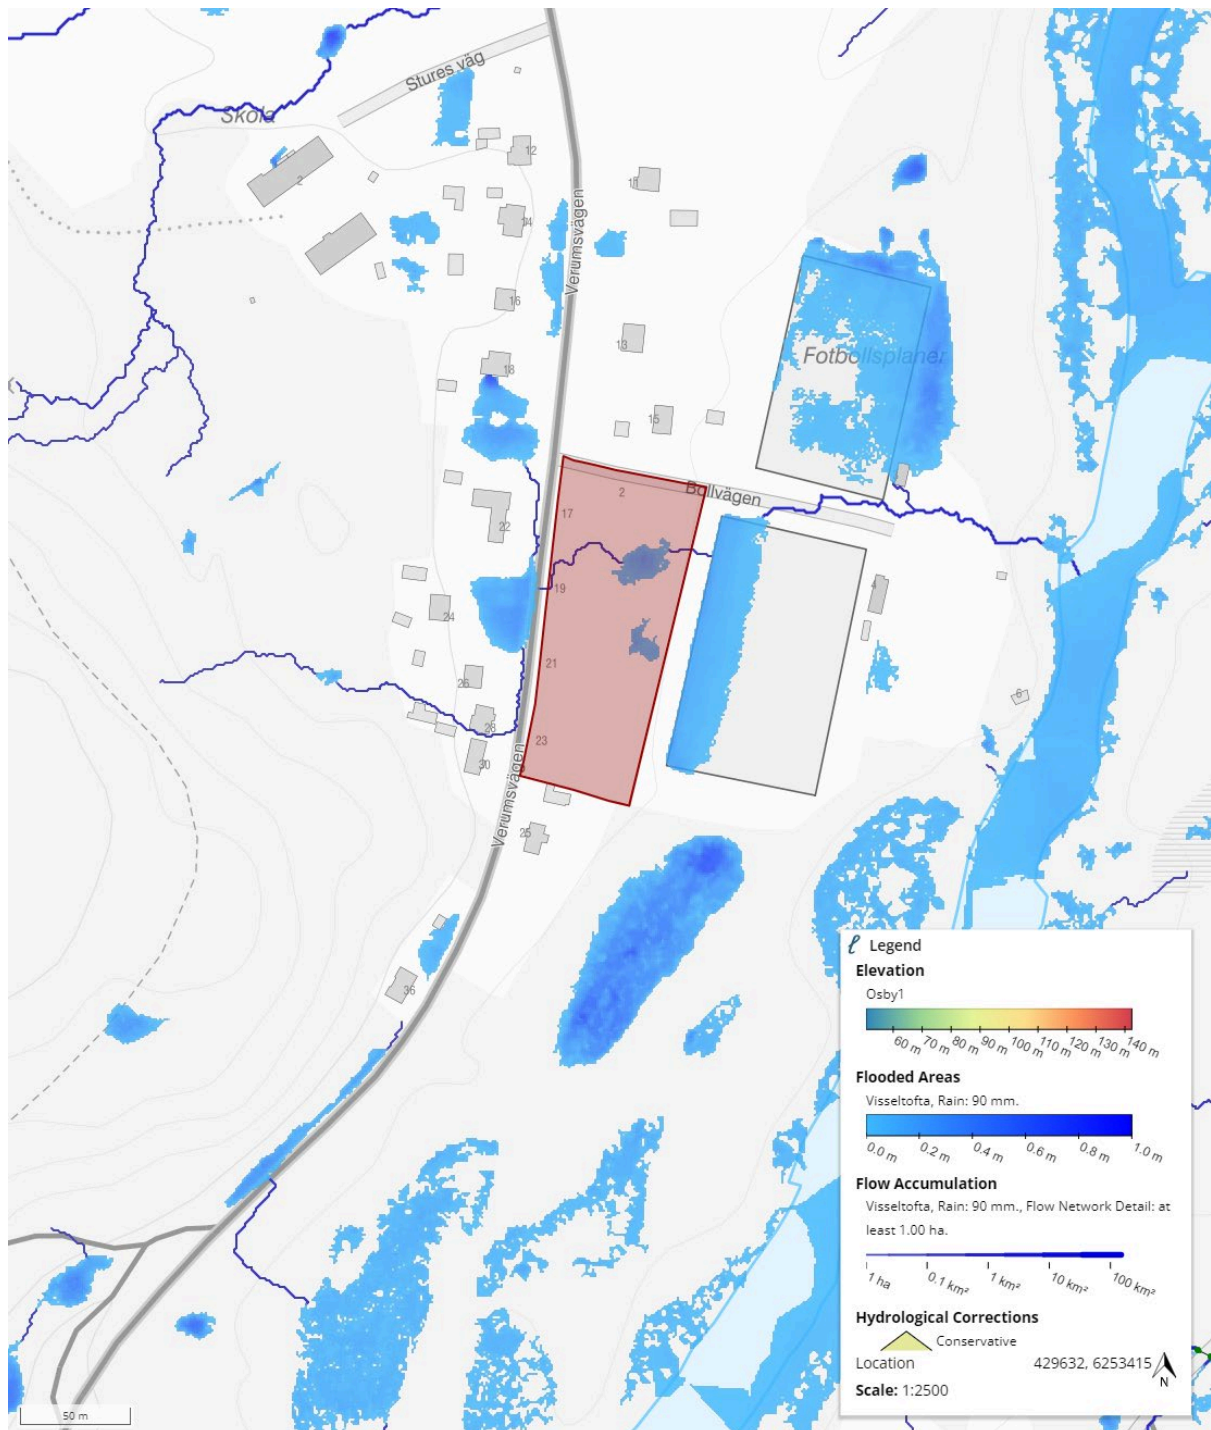 Stures väg
Skola
2
12
Verumsvägen
14
16
13
Fotbollsplaner
18
15
2
Bollvägen
17
22
19
4
24
21
26
6
28
23
30
Verumsvägen
25
36
Legend
Elevation
Osby1
60 m 70 m 80 m 90 m 100 m 110 m 120 m 130 m 140 m
Flooded Areas
Visseltofta, Rain: 90 mm.
0.0 m 0.2 m 0.4 m 0.6 m 0.8 m 1.0 m
Flow Accumulation
Visseltofta, Rain: 90 mm., Flow Network Detail: at
least 1.00 ha.
1 ha 0.1 km² 1 km² 10 km² 100 km²
Hydrological Corrections
Conservative
Location 429632, 6253415
N
Scale: 1:2500
50 m